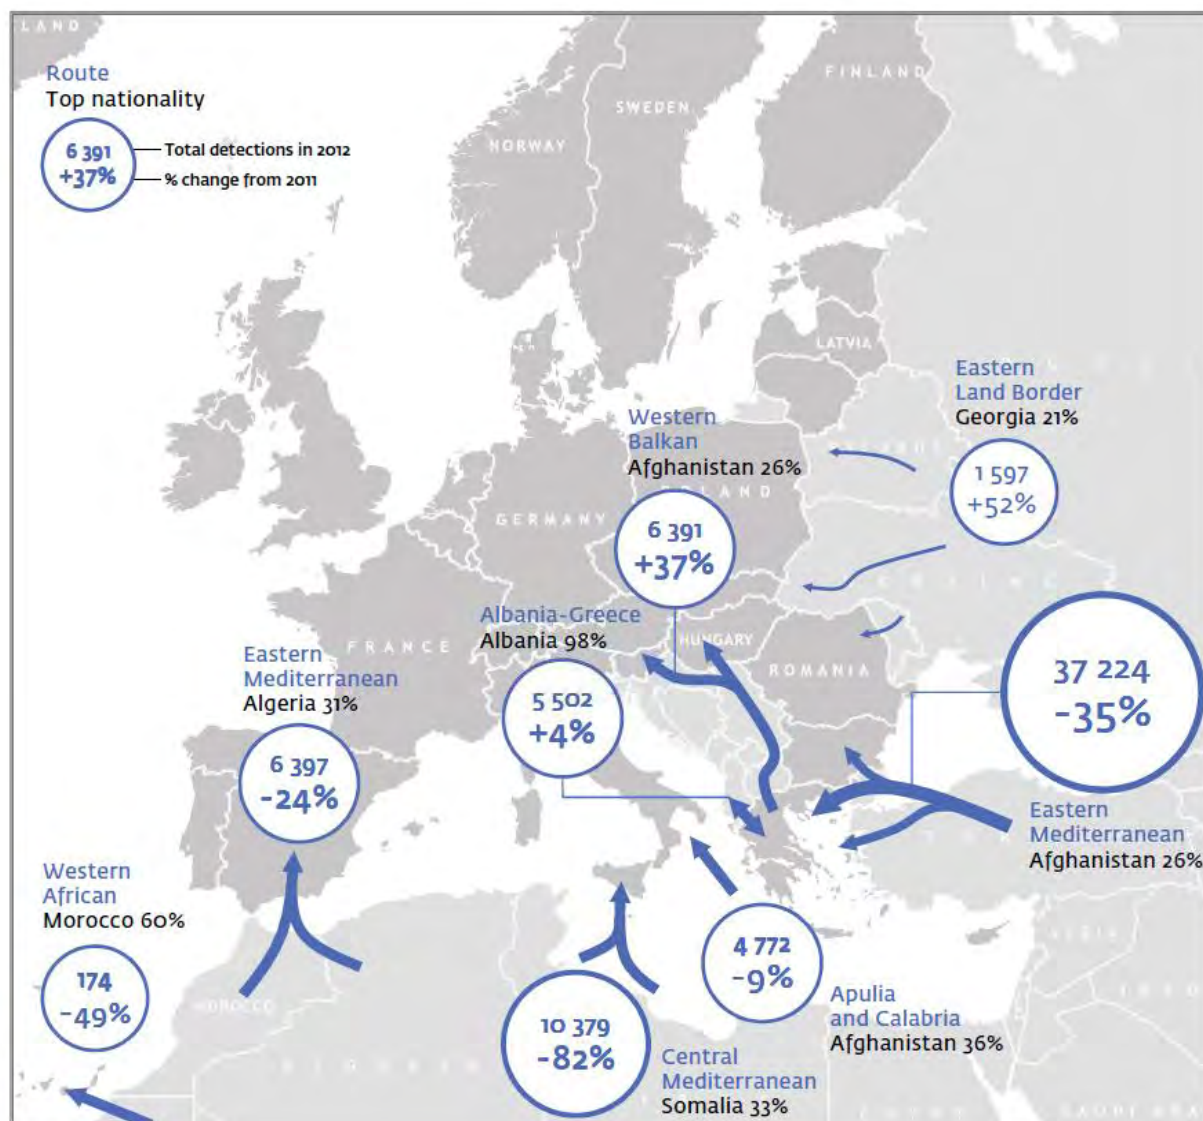 LAND
Route
Top nationality
6 391
+37%
Total detections in 2012
% change from 2011
FINLAND
SWEDEN
NORWAY
LATVIA
Eastern
Land Border
Georgia 21%
1 597
+52%
Western
Balkan
Afghanistan 26%
6 391
+37%
GERMANY
Albania-Greece
Albania 98%
5 502
+4%
HUNGARY
ROMANIA
FRANCE
Eastern
Mediterranean
Algeria 31%
6 397
-24%
37 224
-35%
Eastern
Mediterranean
Afghanistan 26%
Western
African
Morocco 60%
174
-49%
4 772
-9%
Apulia
and Calabria
Afghanistan 36%
10 379
-82%
Central
Mediterranean
Somalia 33%